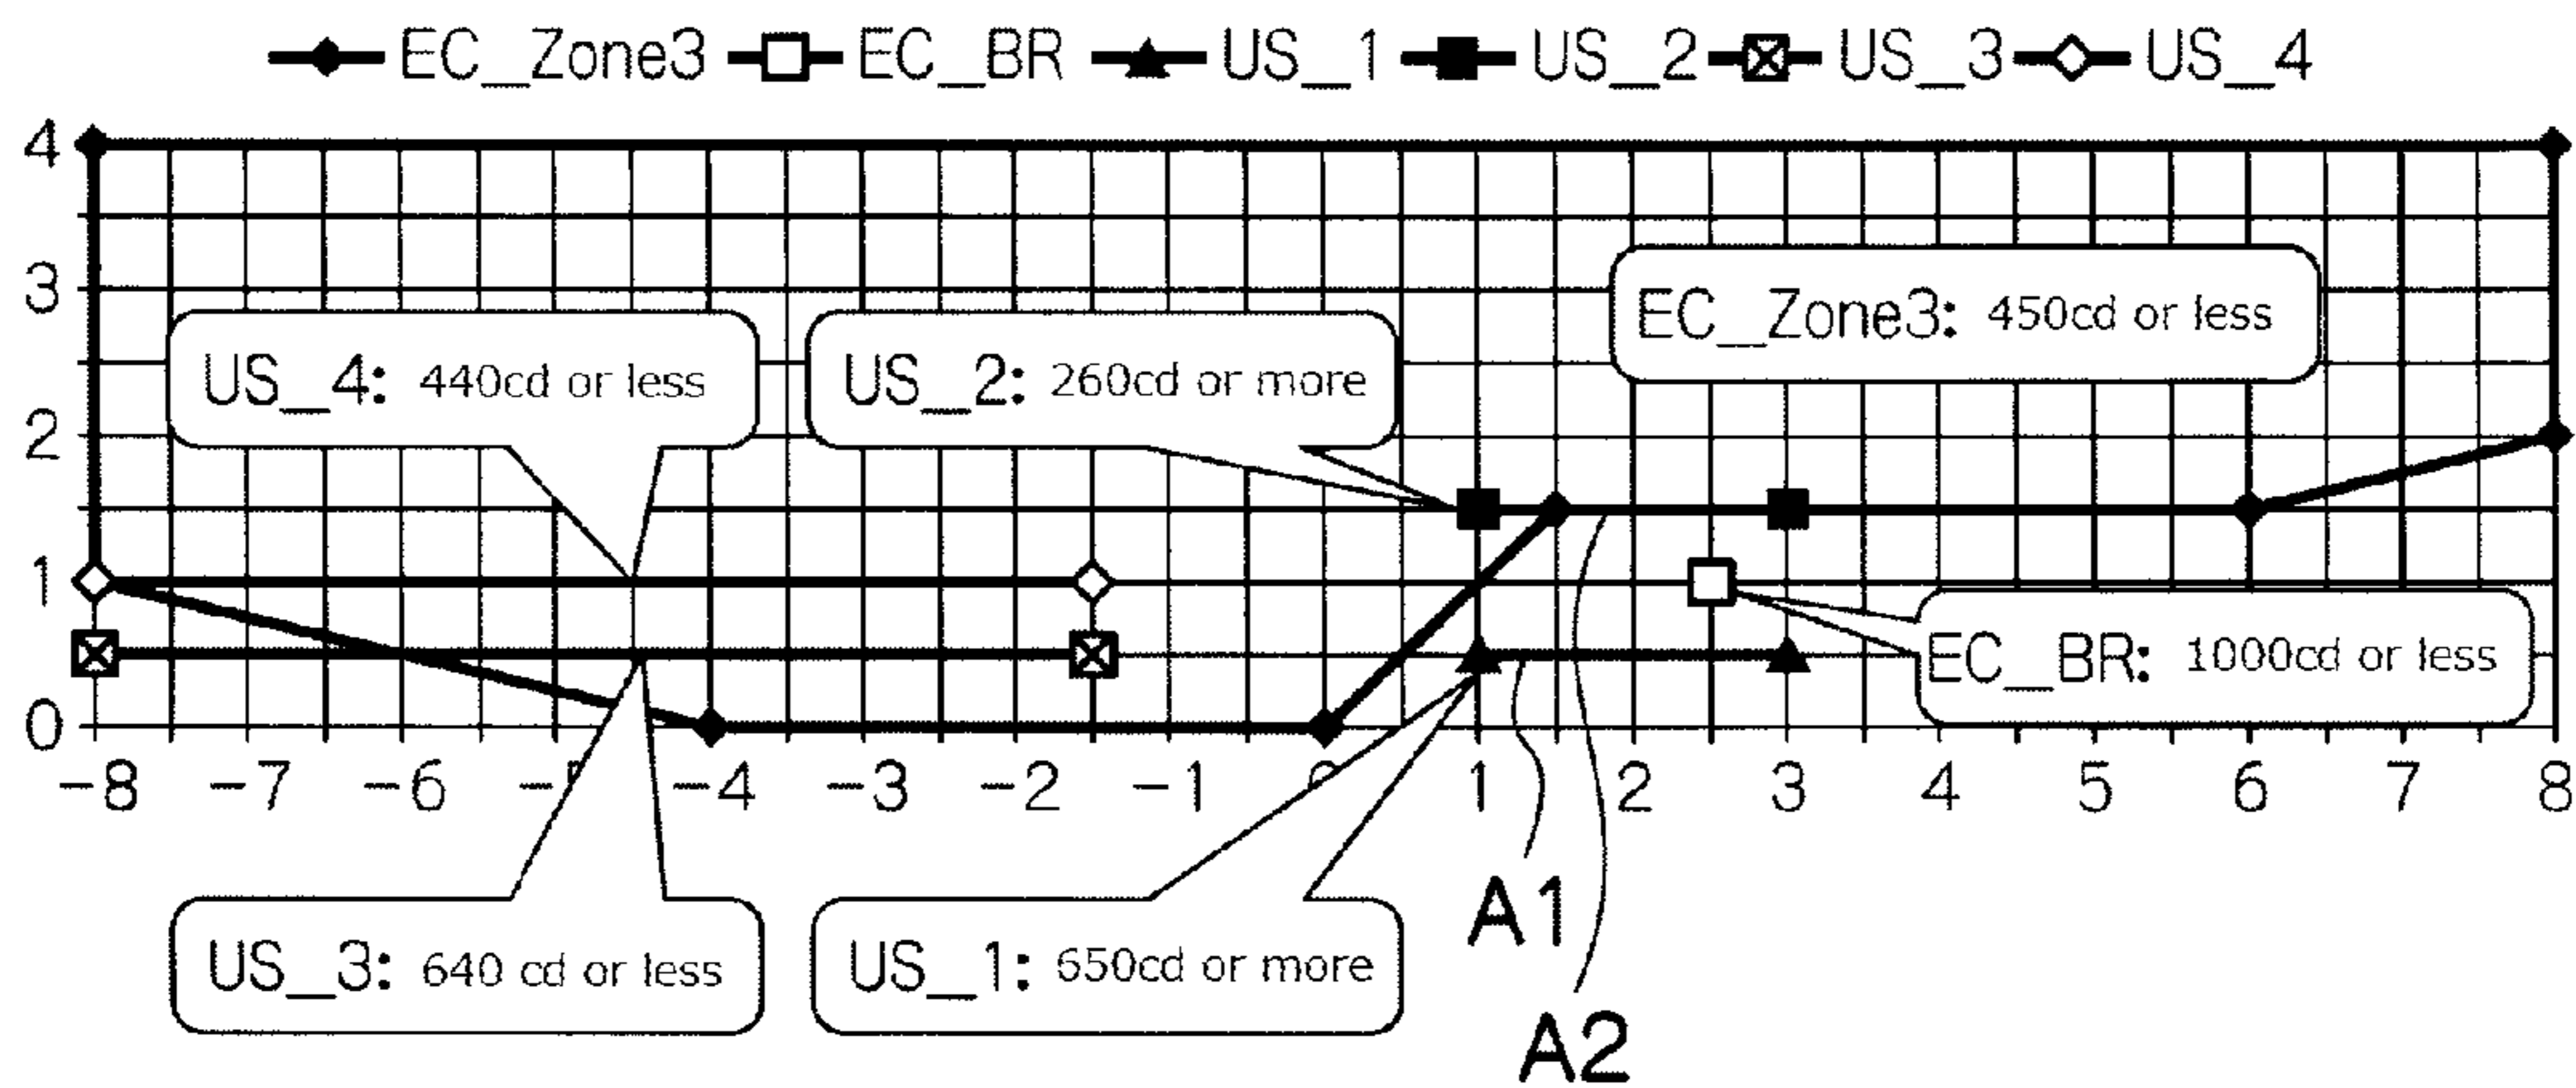 EC_Zone3 EC_BR US_1 US_2 US_3 US_4
4
3
EC_Zone3: 450cd or less
US_4: 440cd or less
US_2: 260cd or more
2
1
EC_BR: 1000cd or less
0
-8 -7 -6 -4 -3 -2 -1 0 1 2 3 4 5 6 7 8
A1
US_3: 640 cd or less
US_1: 650cd or more
A2